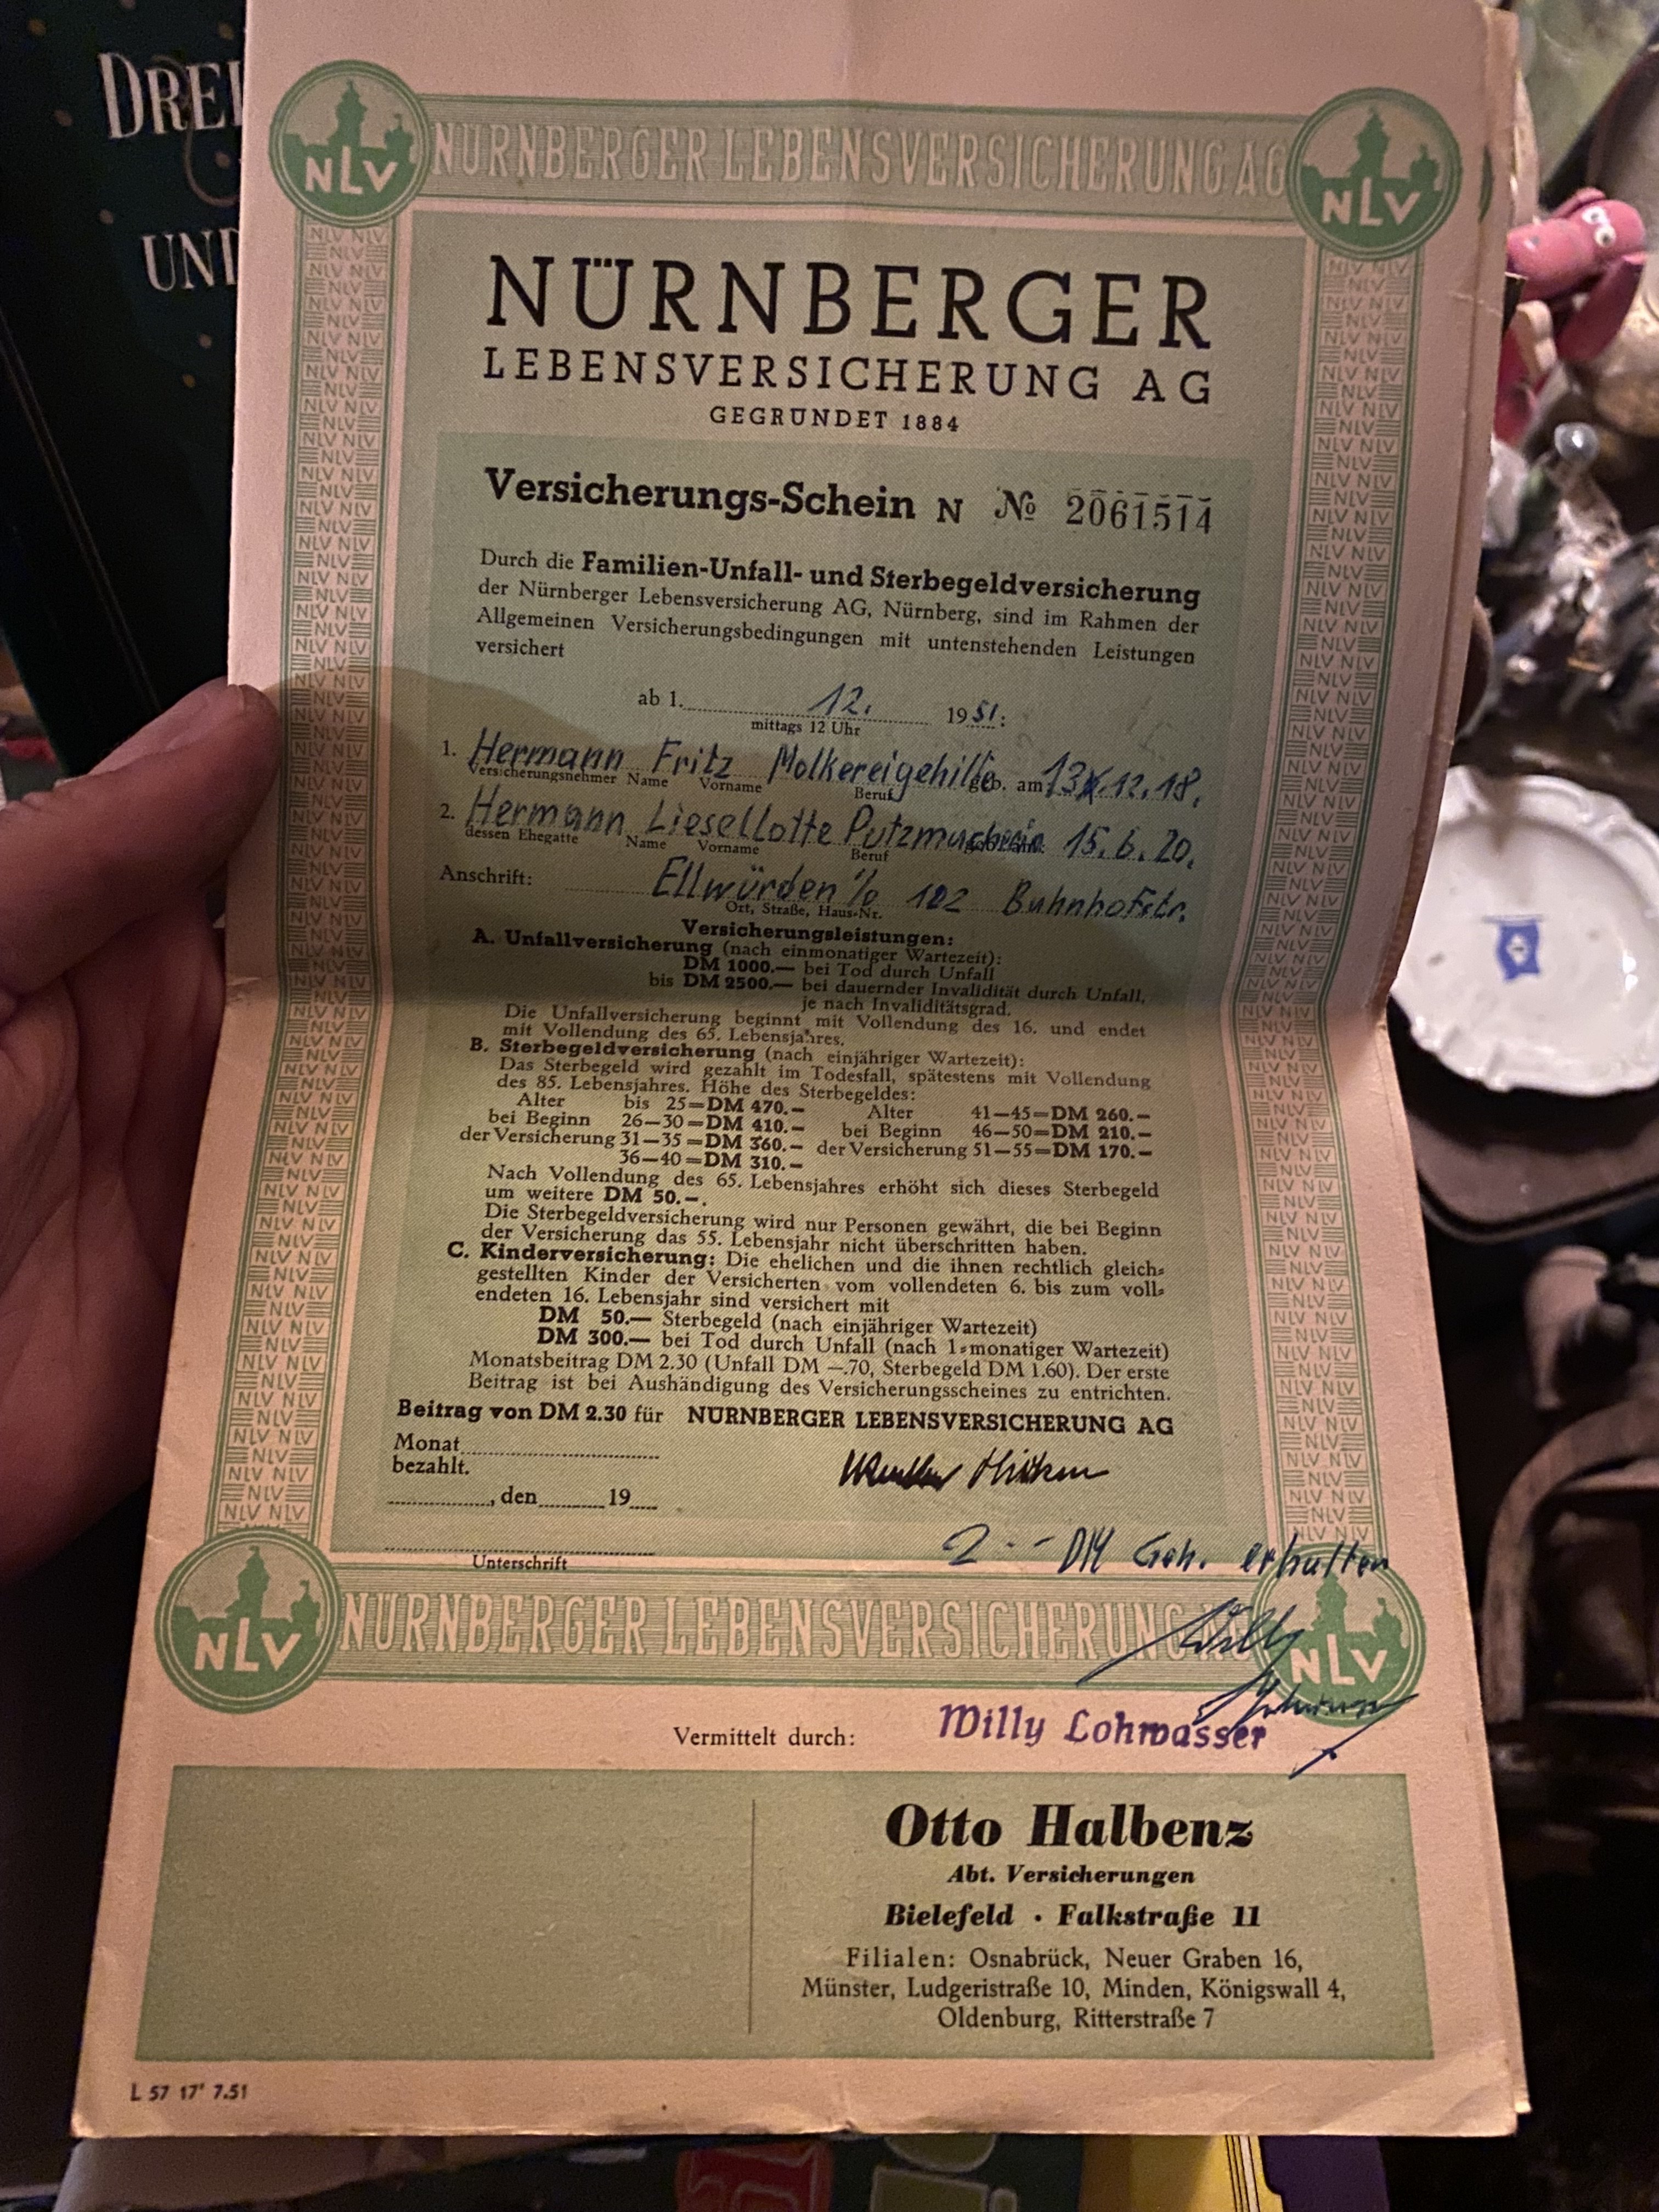 DREI
UND
NLV NÜRNBERGER LEBENSVERSICHERUNG AG NLV
NÜRNBERGER
LEBENSVERSICHERUNG AG
GEGRÜNDET 1884
Versicherungs-Schein N № 2061514
Durch die Familien-Unfall- und Sterbegeldversicherung
der Nürnberger Lebensversicherung AG, Nürnberg, sind im Rahmen der
Allgemeinen Versicherungsbedingungen mit untenstehenden Leistungen
versichert
ab 1. 12. 1951:
mittags 12 Uhr
1. Hermann Fritz Molkereigehilfe geb. am 13.12.18.
Versicherungsnehmer Name Vorname Beruf
2. Hermann Liesellotte Putzmacherin 15.6.20.
dessen Ehegatte Name Vorname Beruf
Anschrift: Ellwürden i/o 102 Bahnhofstr.
Ort, Straße, Haus-Nr.
Versicherungsleistungen:
A. Unfallversicherung (nach einmonatiger Wartezeit):
DM 1000.— bei Tod durch Unfall
bis DM 2500.— bei dauernder Invalidität durch Unfall,
je nach Invaliditätsgrad.
Die Unfallversicherung beginnt mit Vollendung des 16. und endet
mit Vollendung des 65. Lebensjahres.
B. Sterbegeldversicherung (nach einjähriger Wartezeit):
Das Sterbegeld wird gezahlt im Todesfall, spätestens mit Vollendung
des 85. Lebensjahres. Höhe des Sterbegeldes:
Alter bis 25=DM 470.– Alter 41–45=DM 260.–
bei Beginn 26–30=DM 410.– bei Beginn 46–50=DM 210.–
der Versicherung 31–35=DM 360.– der Versicherung 51–55=DM 170.–
36–40=DM 310.–
Nach Vollendung des 65. Lebensjahres erhöht sich dieses Sterbegeld
um weitere DM 50.–.
Die Sterbegeldversicherung wird nur Personen gewährt, die bei Beginn
der Versicherung das 55. Lebensjahr nicht überschritten haben.
C. Kinderversicherung: Die ehelichen und die ihnen rechtlich gleich-
gestellten Kinder der Versicherten vom vollendeten 6. bis zum voll-
endeten 16. Lebensjahr sind versichert mit
DM 50.— Sterbegeld (nach einjähriger Wartezeit)
DM 300.— bei Tod durch Unfall (nach 1-monatiger Wartezeit)
Monatsbeitrag DM 2.30 (Unfall DM –.70, Sterbegeld DM 1.60). Der erste
Beitrag ist bei Aushändigung des Versicherungsscheines zu entrichten.
Beitrag von DM 2.30 für NÜRNBERGER LEBENSVERSICHERUNG AG
Monat
bezahlt.
, den 19
2.-- DM Geh. erhalten
Unterschrift
NLV NÜRNBERGER LEBENSVERSICHERUNG AG NLV
Willy
Vermittelt durch: Willy Lohwasser
Otto Halbenz
Abt. Versicherungen
Bielefeld · Falkstraße 11
Filialen: Osnabrück, Neuer Graben 16,
Münster, Ludgeristraße 10, Minden, Königswall 4,
Oldenburg, Ritterstraße 7
L 57 17' 7.51